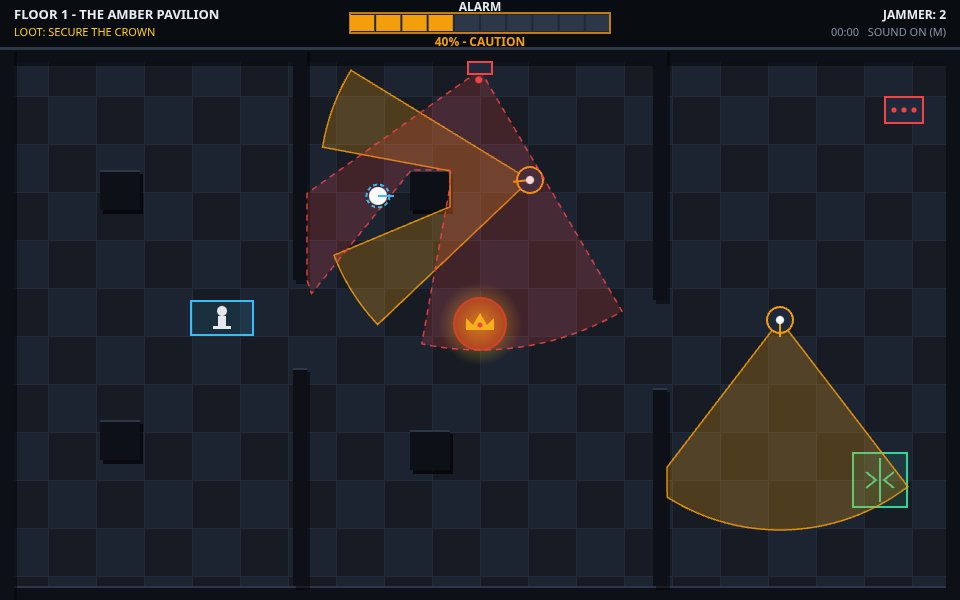 FLOOR 1 - THE AMBER PAVILION
LOOT: SECURE THE CROWN
ALARM
40% - CAUTION
JAMMER: 2
00:00 SOUND ON (M)